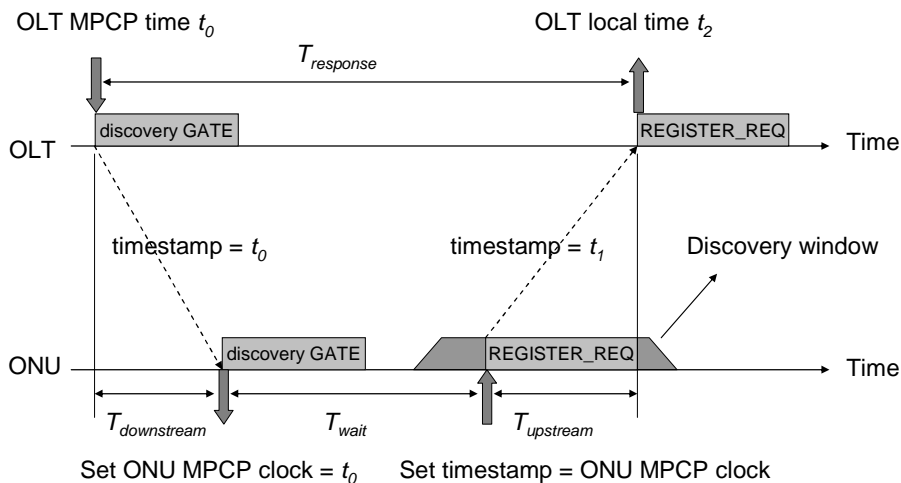 OLT MPCP time t0 OLT local time t2
Tresponse
discovery GATE REGISTER_REQ
OLT Time
timestamp = t0 timestamp = t1 Discovery window
discovery GATE REGISTER_REQ
ONU Time
Tdownstream Twait Tupstream
Set ONU MPCP clock = t0 Set timestamp = ONU MPCP clock